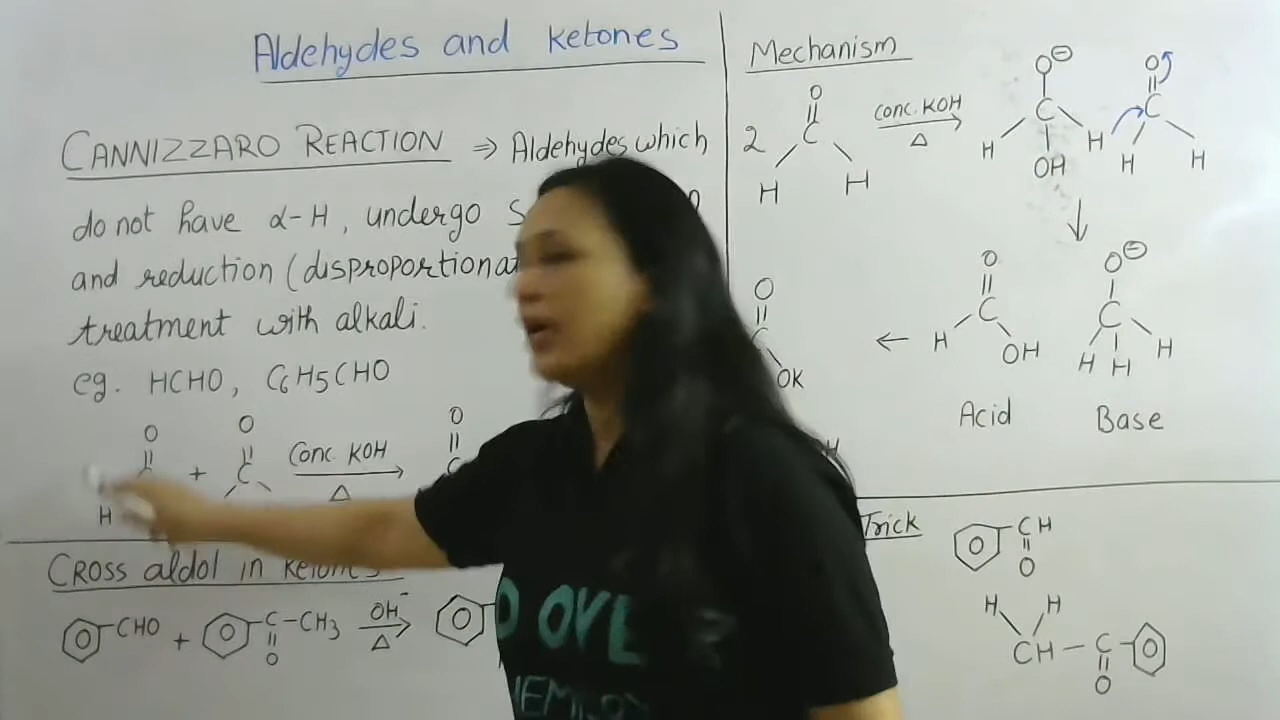 Aldehydes and ketones
CANNIZZARO REACTION ⇒ Aldehydes which
do not have α-H, undergo
and reduction (disproportionat
treatment with alkali.
eg. HCHO, C6H5CHO
O O O
C + C Conc KOH C
H Δ
CROSS aldol in ketones
CHO + C-CH3 OH⁻
O Δ
Mechanism
O O⊖ O
2 C conc. KOH C C
H H Δ H OH H H H
O O O⊖
C C C
OK H OH H H H
Acid Base
H
Trick CH
O
H H
CH - C
O
D OVE
HEMI